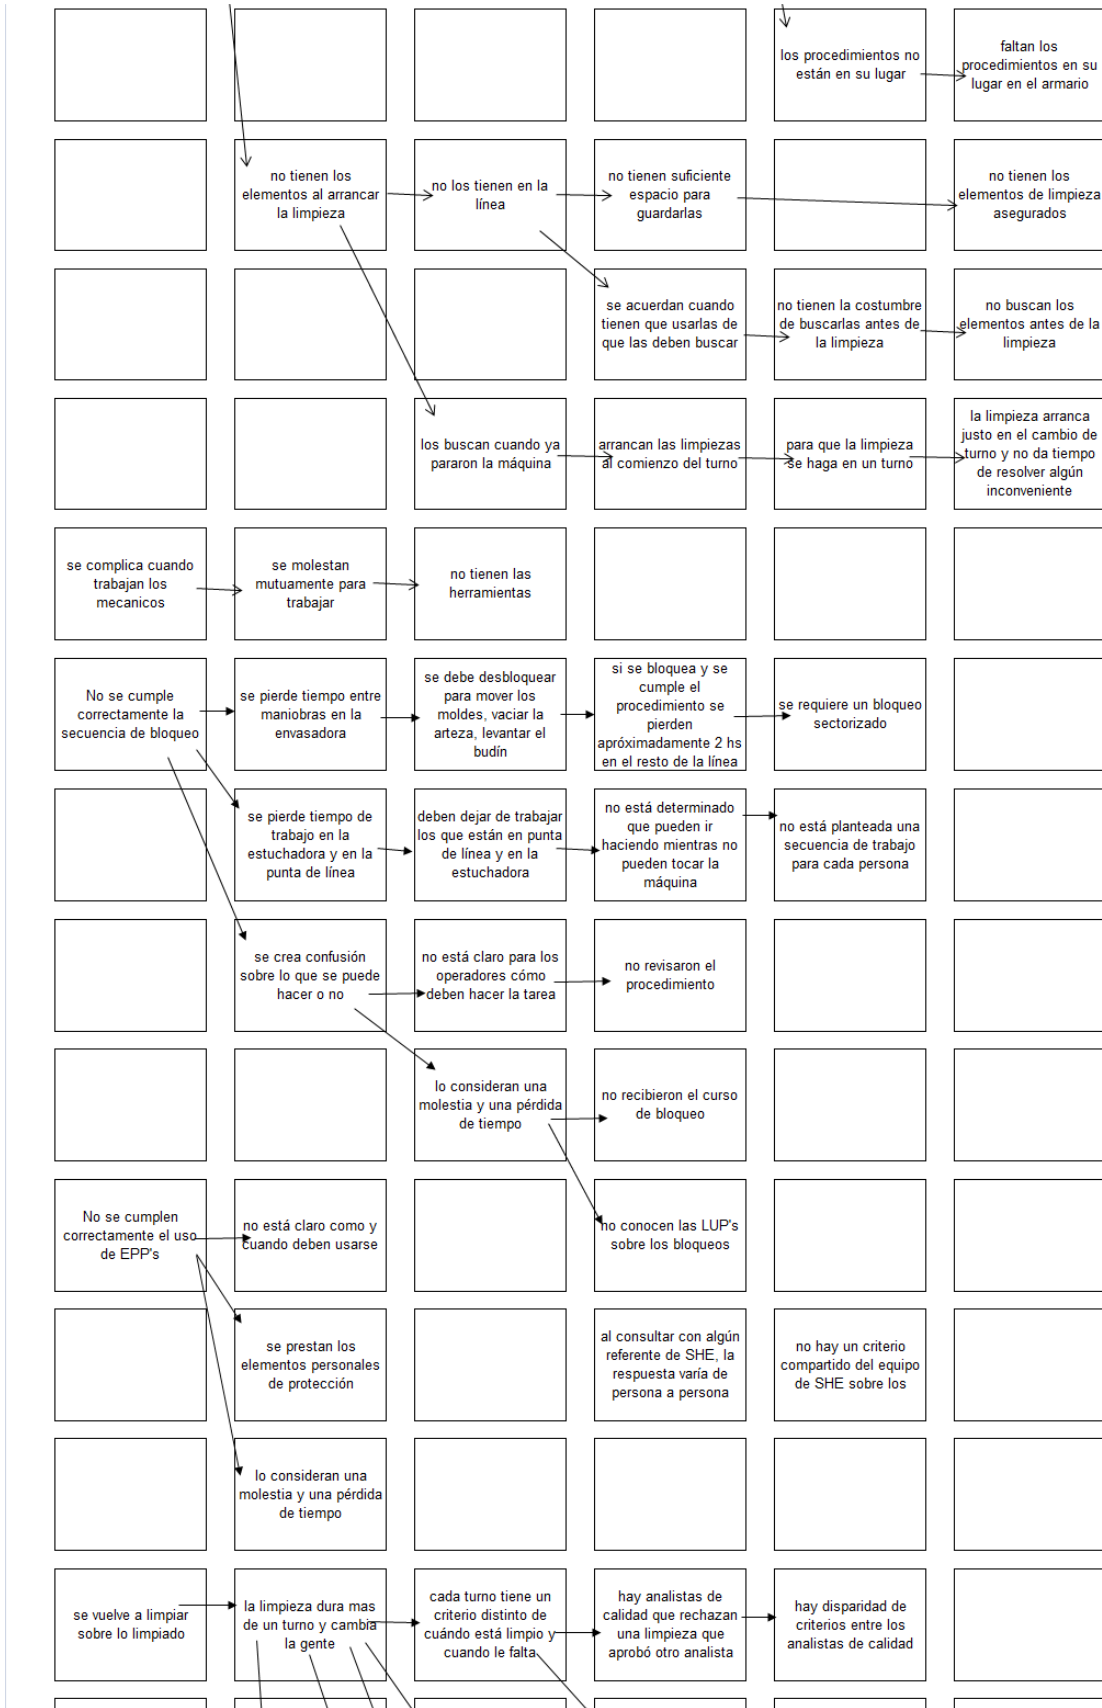 los procedimientos no
están en su lugar
faltan los
procedimientos en su
lugar en el armario
no tienen los
elementos al arrancar
la limpieza
no los tienen en la
línea
no tienen suficiente
espacio para
guardarlas
no tienen los
elementos de limpieza
asegurados
se acuerdan cuando
tienen que usarlas de
que las deben buscar
no tienen la costumbre
de buscarlas antes de
la limpieza
no buscan los
elementos antes de la
limpieza
los buscan cuando ya
pararon la máquina
arrancan las limpiezas
al comienzo del turno
para que la limpieza
se haga en un turno
la limpieza arranca
justo en el cambio de
turno y no da tiempo
de resolver algún
inconveniente
se complica cuando
trabajan los
mecanicos
se molestan
mutuamente para
trabajar
no tienen las
herramientas
No se cumple
correctamente la
secuencia de bloqueo
se pierde tiempo entre
maniobras en la
envasadora
se debe desbloquear
para mover los
moldes, vaciar la
arteza, levantar el
budín
si se bloquea y se
cumple el
procedimiento se
pierden
apróximadamente 2 hs
en el resto de la línea
se requiere un bloqueo
sectorizado
se pierde tiempo de
trabajo en la
estuchadora y en la
punta de línea
deben dejar de trabajar
los que están en punta
de línea y en la
estuchadora
no está determinado
que pueden ir
haciendo mientras no
pueden tocar la
máquina
no está planteada una
secuencia de trabajo
para cada persona
se crea confusión
sobre lo que se puede
hacer o no
no está claro para los
operadores cómo
deben hacer la tarea
no revisaron el
procedimiento
lo consideran una
molestia y una pérdida
de tiempo
no recibieron el curso
de bloqueo
No se cumplen
correctamente el uso
de EPP's
no está claro como y
cuando deben usarse
no conocen las LUP's
sobre los bloqueos
se prestan los
elementos personales
de protección
al consultar con algún
referente de SHE, la
respuesta varía de
persona a persona
no hay un criterio
compartido del equipo
de SHE sobre los
lo consideran una
molestia y una pérdida
de tiempo
se vuelve a limpiar
sobre lo limpiado
la limpieza dura mas
de un turno y cambia
la gente
cada turno tiene un
criterio distinto de
cuándo está limpio y
cuando le falta
hay analistas de
calidad que rechazan
una limpieza que
aprobó otro analista
hay disparidad de
criterios entre los
analistas de calidad